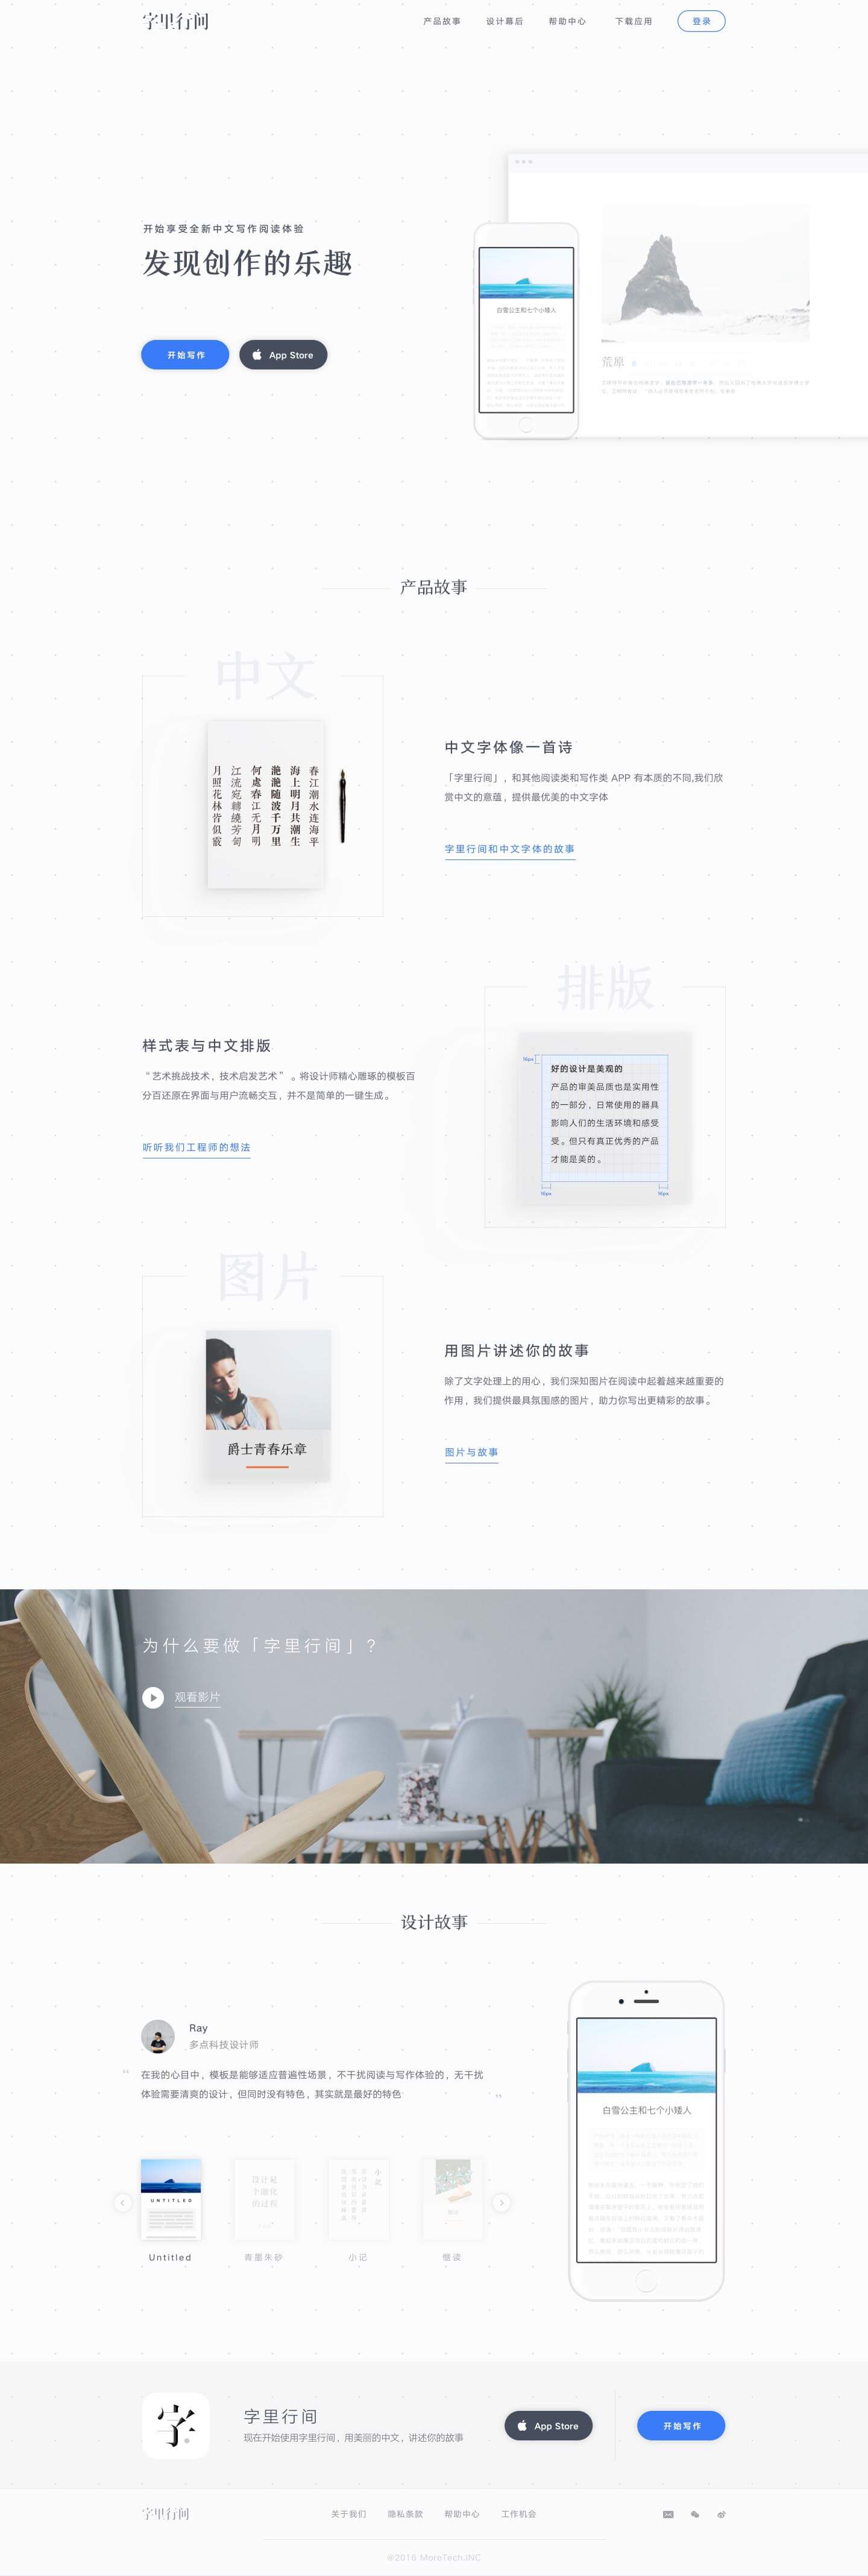 字里行间
产品故事 设计幕后 帮助中心 下载应用 登录
开始享受全新中文写作阅读体验
发现创作的乐趣
开始写作 App Store
白雪公主和七个小矮人
荒原
产品故事
中文
春江潮水连海平
海上明月共潮生
滟滟随波千万里
何处春江无月明
江流宛轉繞芳甸
月照花林皆似霰
中文字体像一首诗
「字里行间」，和其他阅读类和写作类 APP 有本质的不同,我们欣
赏中文的意蕴，提供最优美的中文字体
字里行间和中文字体的故事
排版
样式表与中文排版
“艺术挑战技术，技术启发艺术” 。将设计师精心雕琢的模板百
分百还原在界面与用户流畅交互，并不是简单的一键生成。
听听我们工程师的想法
16px
好的设计是美观的
产品的审美品质也是实用性
的一部分，日常使用的器具
影响人们的生活环境和感受
受。但只有真正优秀的产品
才能是美的。
16px 16px
图片
爵士青春乐章
用图片讲述你的故事
除了文字处理上的用心，我们深知图片在阅读中起着越来越重要的
作用，我们提供最具氛围感的图片，助力你写出更精彩的故事。
图片与故事
为什么要做「字里行间」？
观看影片
设计故事
Ray
多点科技设计师
“ 在我的心目中，模板是能够适应普遍性场景，不干扰阅读与写作体验的，无干扰
体验需要清爽的设计，但同时没有特色，其实就是最好的特色 ”
白雪公主和七个小矮人
UNTITLED
设计是
个融化
的过程
小记
Untitled 青墨朱砂 小记 惬读
字
字里行间
现在开始使用字里行间，用美丽的中文，讲述你的故事
App Store 开始写作
字里行间
关于我们 隐私条款 帮助中心 工作机会
©2016 MoreTech.INC